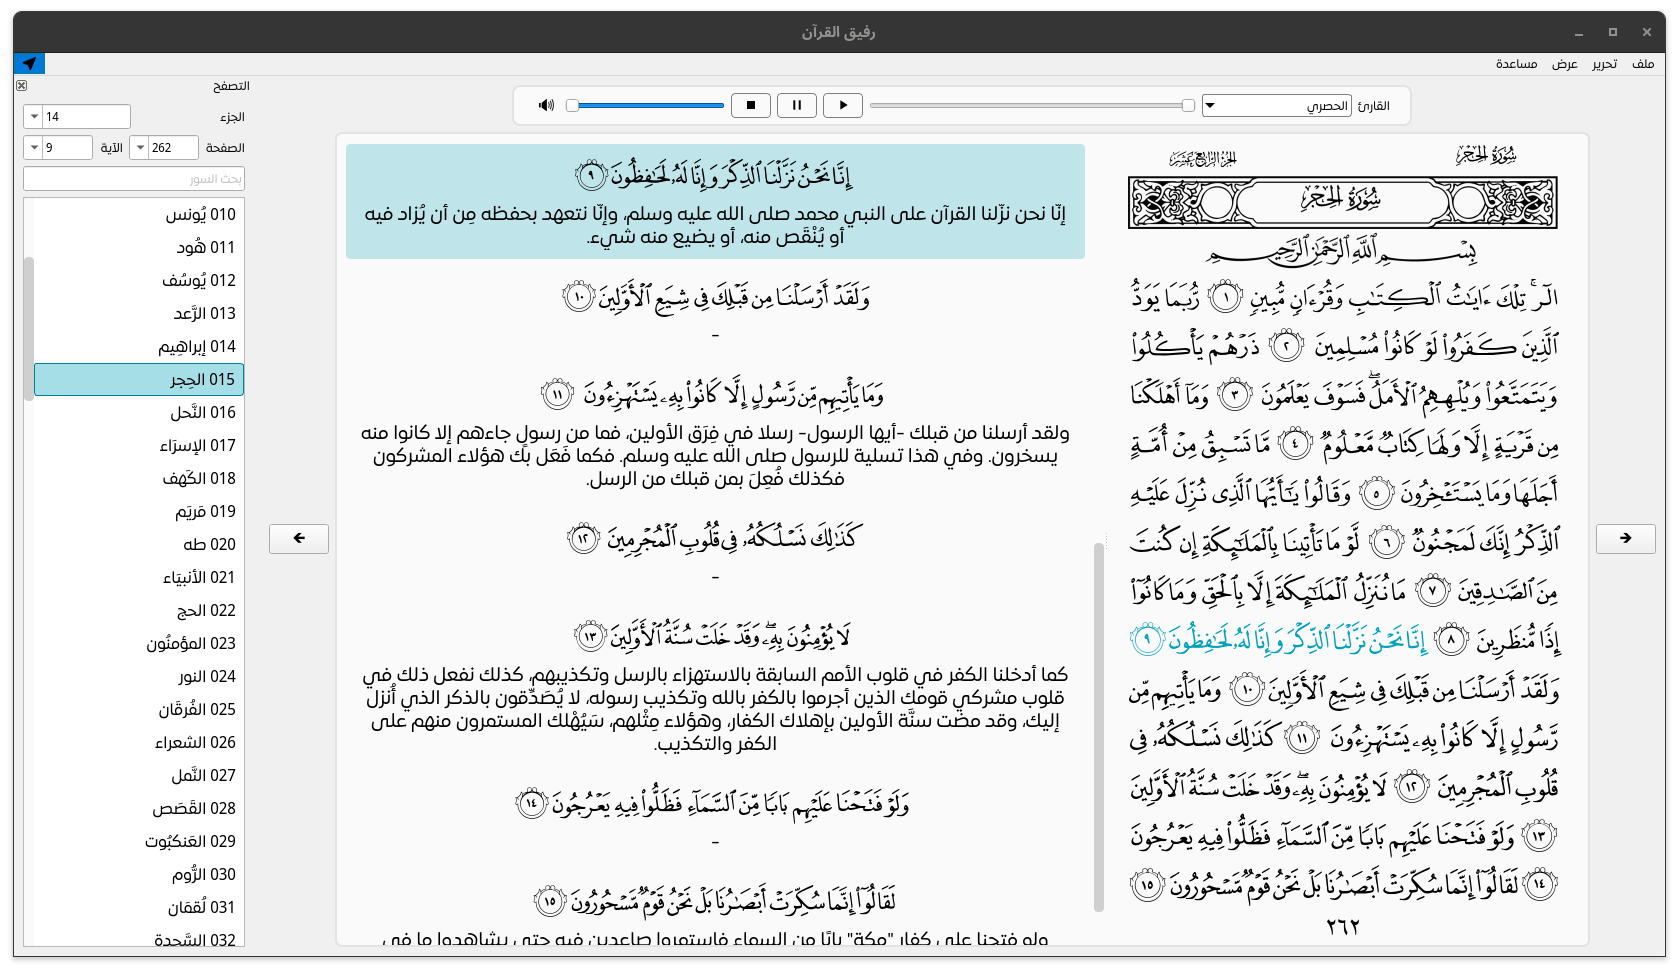 رفيق القرآن
ملف
تحرير
عرض
مساعدة
القارئ
الحصري
التصفح
الجزء
14
الصفحة
262
الآية
9
بحث السور
010 يُونس
011 هُود
012 يُوسُف
013 الرَّعد
014 إبراهِيم
015 الحِجر
016 النَّحل
017 الإسرَاء
018 الكَهف
019 مَريَم
020 طه
021 الأنبيَاء
022 الحج
023 المؤمنُون
024 النور
025 الفُرقَان
026 الشعراء
027 النَّمل
028 القَصَص
029 العَنكبُوت
030 الرُّوم
031 لُقمَان
032 السَّجدة
سُورَةُ الحِجۡر
الجزء الرابع عشر
سُورَةُ الحِجۡر
بِسۡمِ ٱللَّهِ ٱلرَّحۡمَٰنِ ٱلرَّحِيمِ
الٓرۚ تِلۡكَ ءَايَٰتُ ٱلۡكِتَٰبِ وَقُرۡءَانٖ مُّبِينٖ ١ رُّبَمَا يَوَدُّ
ٱلَّذِينَ كَفَرُواْ لَوۡ كَانُواْ مُسۡلِمِينَ ٢ ذَرۡهُمۡ يَأۡكُلُواْ
وَيَتَمَتَّعُواْ وَيُلۡهِهِمُ ٱلۡأَمَلُۖ فَسَوۡفَ يَعۡلَمُونَ ٣ وَمَآ أَهۡلَكۡنَا
مِن قَرۡيَةٍ إِلَّا وَلَهَا كِتَابٞ مَّعۡلُومٞ ٤ مَّا تَسۡبِقُ مِنۡ أُمَّةٍ
أَجَلَهَا وَمَا يَسۡتَـٔۡخِرُونَ ٥ وَقَالُواْ يَٰٓأَيُّهَا ٱلَّذِي نُزِّلَ عَلَيۡهِ
ٱلذِّكۡرُ إِنَّكَ لَمَجۡنُونٞ ٦ لَّوۡ مَا تَأۡتِينَا بِٱلۡمَلَٰٓئِكَةِ إِن كُنتَ
مِنَ ٱلصَّٰدِقِينَ ٧ مَا نُنَزِّلُ ٱلۡمَلَٰٓئِكَةَ إِلَّا بِٱلۡحَقِّ وَمَا كَانُوٓاْ
إِذٗا مُّنظَرِينَ ٨ إِنَّا نَحۡنُ نَزَّلۡنَا ٱلذِّكۡرَ وَإِنَّا لَهُۥ لَحَٰفِظُونَ ٩
وَلَقَدۡ أَرۡسَلۡنَا مِن قَبۡلِكَ فِي شِيَعِ ٱلۡأَوَّلِينَ ١٠ وَمَا يَأۡتِيهِم مِّن
رَّسُولٍ إِلَّا كَانُواْ بِهِۦ يَسۡتَهۡزِءُونَ ١١ كَذَٰلِكَ نَسۡلُكُهُۥ فِي
قُلُوبِ ٱلۡمُجۡرِمِينَ ١٢ لَا يُؤۡمِنُونَ بِهِۦ وَقَدۡ خَلَتۡ سُنَّةُ ٱلۡأَوَّلِينَ
١٣ وَلَوۡ فَتَحۡنَا عَلَيۡهِم بَابٗا مِّنَ ٱلسَّمَآءِ فَظَلُّواْ فِيهِ يَعۡرُجُونَ
١٤ لَقَالُوٓاْ إِنَّمَا سُكِّرَتۡ أَبۡصَٰرُنَا بَلۡ نَحۡنُ قَوۡمٞ مَّسۡحُورُونَ ١٥
٢٦٢
إِنَّا نَحۡنُ نَزَّلۡنَا ٱلذِّكۡرَ وَإِنَّا لَهُۥ لَحَٰفِظُونَ ٩
إنّا نحن نزّلنا القرآن على النبي محمد صلى الله عليه وسلم، وإنّا نتعهد بحفظه مِن أن يُزاد فيه
أو يُنْقَص منه، أو يضيع منه شيء.
وَلَقَدۡ أَرۡسَلۡنَا مِن قَبۡلِكَ فِي شِيَعِ ٱلۡأَوَّلِينَ ١٠
-
وَمَا يَأۡتِيهِم مِّن رَّسُولٍ إِلَّا كَانُواْ بِهِۦ يَسۡتَهۡزِءُونَ ١١
ولقد أرسلنا من قبلك -أيها الرسول- رسلا في فِرَق الأولين، فما من رسولٍ جاءهم إلا كانوا منه
يسخرون. وفي هذا تسلية للرسول صلى الله عليه وسلم. فكما فَعَل بك هؤلاء المشركون
فكذلك فُعِلَ بمن قبلك من الرسل.
كَذَٰلِكَ نَسۡلُكُهُۥ فِي قُلُوبِ ٱلۡمُجۡرِمِينَ ١٢
-
لَا يُؤۡمِنُونَ بِهِۦ وَقَدۡ خَلَتۡ سُنَّةُ ٱلۡأَوَّلِينَ ١٣
كما أدخلنا الكفر في قلوب الأمم السابقة بالاستهزاء بالرسل وتكذيبهم، كذلك نفعل ذلك في
قلوب مشركي قومك الذين أجرموا بالكفر بالله وتكذيب رسوله، لا يُصَدِّقون بالذكر الذي أُنزل
إليك، وقد مضت سنَّة الأولين بإهلاك الكفار، وهؤلاء مِثْلهم، سَيُهْلك المستمرون منهم على
الكفر والتكذيب.
وَلَوۡ فَتَحۡنَا عَلَيۡهِم بَابٗا مِّنَ ٱلسَّمَآءِ فَظَلُّواْ فِيهِ يَعۡرُجُونَ ١٤
-
لَقَالُوٓاْ إِنَّمَا سُكِّرَتۡ أَبۡصَٰرُنَا بَلۡ نَحۡنُ قَوۡمٞ مَّسۡحُورُونَ ١٥
ولو فتحنا على كفار "مكة" بابًا من السماء فاستمروا صاعدين فيه حتى يشاهدوا ما في